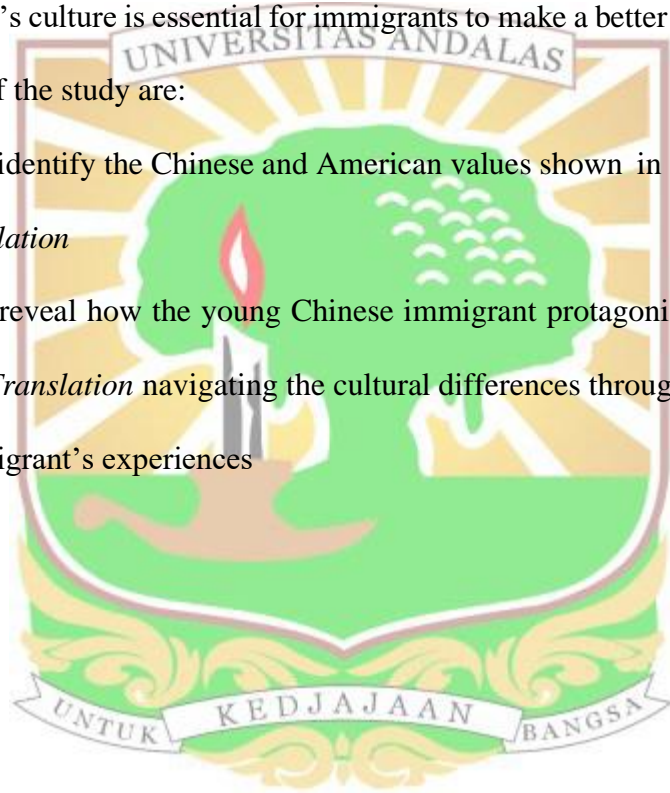 ’s culture is essential for immigrants to make a better
UNIVERSITAS ANDALAS
f the study are:
identify the Chinese and American values shown in
lation
reveal how the young Chinese immigrant protagoni
Translation navigating the cultural differences throug
igrant’s experiences
UNTUK KEDJAJAAN BANGSA